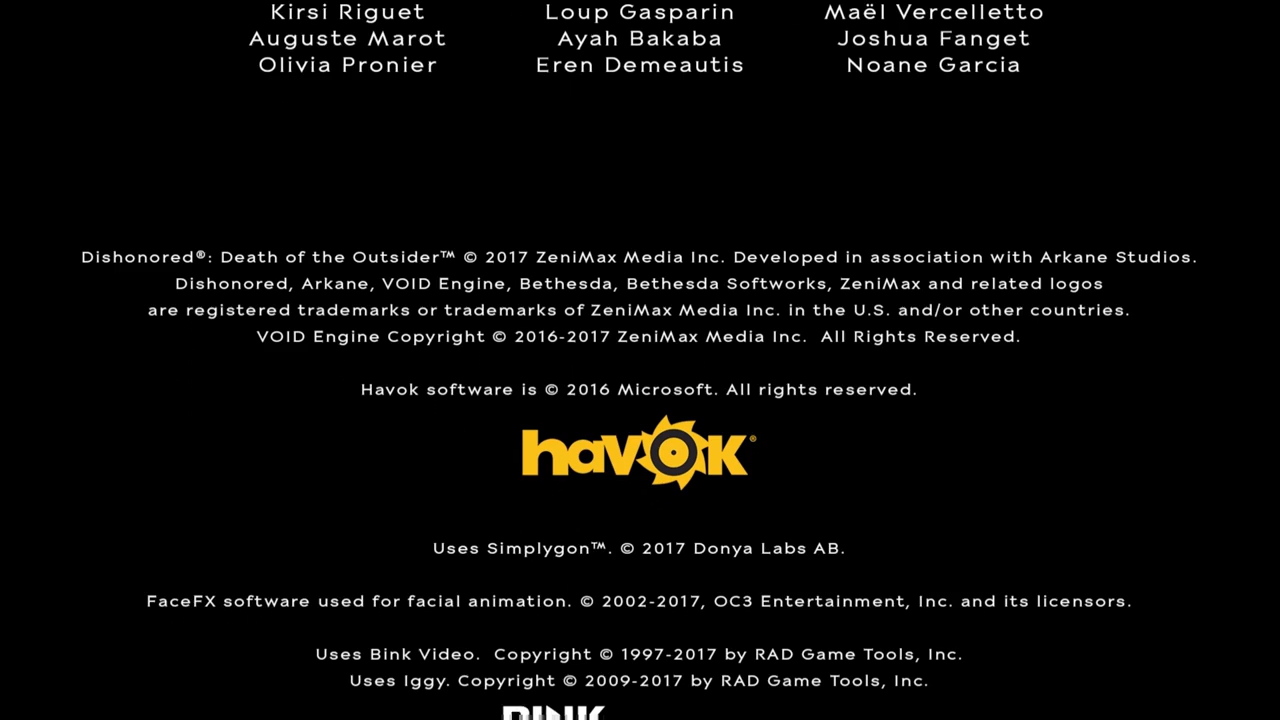 Kirsi Riguet Loup Gasparin Maël Vercelletto
Auguste Marot Ayah Bakaba Joshua Fanget
Olivia Pronier Eren Demeautis Noane Garcia
Dishonored®: Death of the Outsider™ © 2017 ZeniMax Media Inc. Developed in association with Arkane Studios.
Dishonored, Arkane, VOID Engine, Bethesda, Bethesda Softworks, ZeniMax and related logos
are registered trademarks or trademarks of ZeniMax Media Inc. in the U.S. and/or other countries.
VOID Engine Copyright © 2016-2017 ZeniMax Media Inc.  All Rights Reserved.
Havok software is © 2016 Microsoft. All rights reserved.
havok®
Uses Simplygon™. © 2017 Donya Labs AB.
FaceFX software used for facial animation. © 2002-2017, OC3 Entertainment, Inc. and its licensors.
Uses Bink Video.  Copyright © 1997-2017 by RAD Game Tools, Inc.
Uses Iggy. Copyright © 2009-2017 by RAD Game Tools, Inc.
BINK